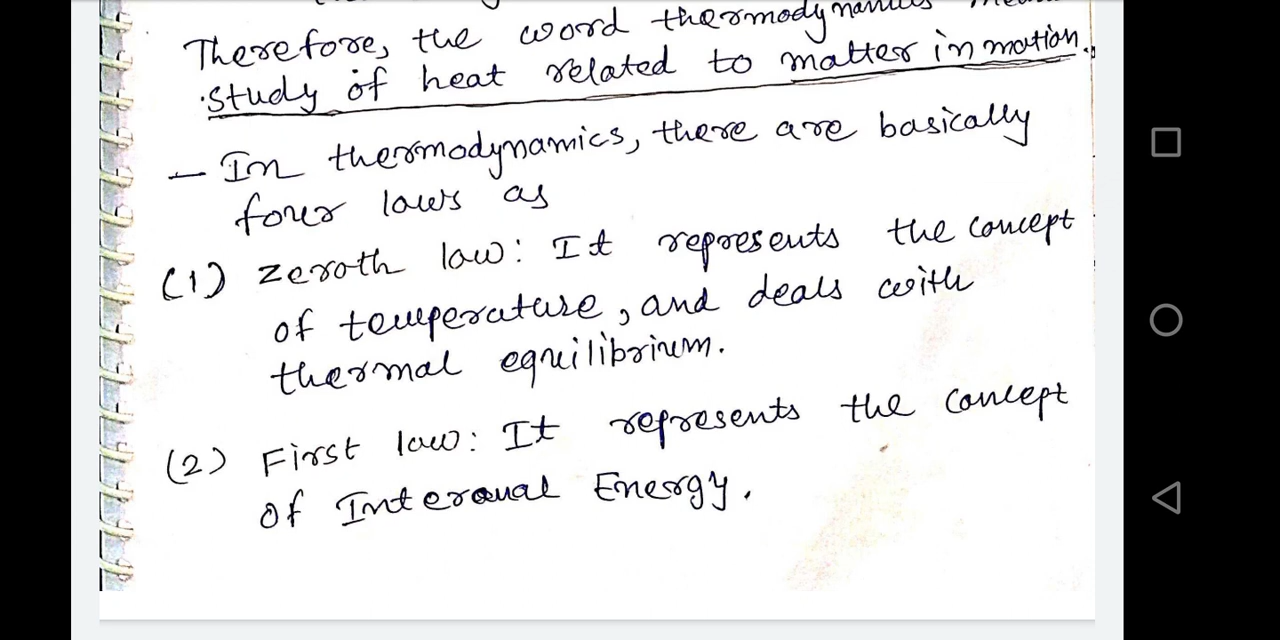 Therefore, the word thermodynamics
study of heat related to matter in motion.
- In thermodynamics, there are basically
four laws as
(1) Zeroth law: It represents the concept
of temperature, and deals with
thermal equilibrium.
(2) First law: It represents the concept
of Internal Energy.